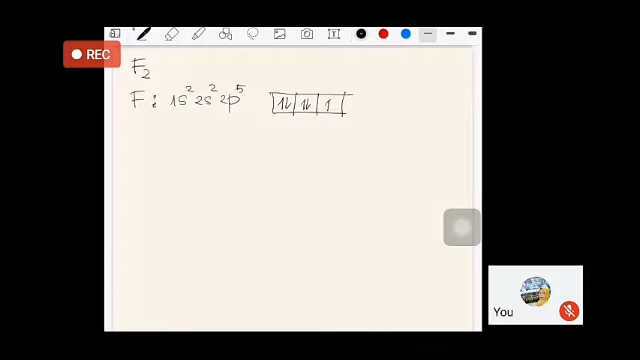 REC
F₂
F : 1s² 2s² 2p⁵ ⥮ ⥮ ↿
You